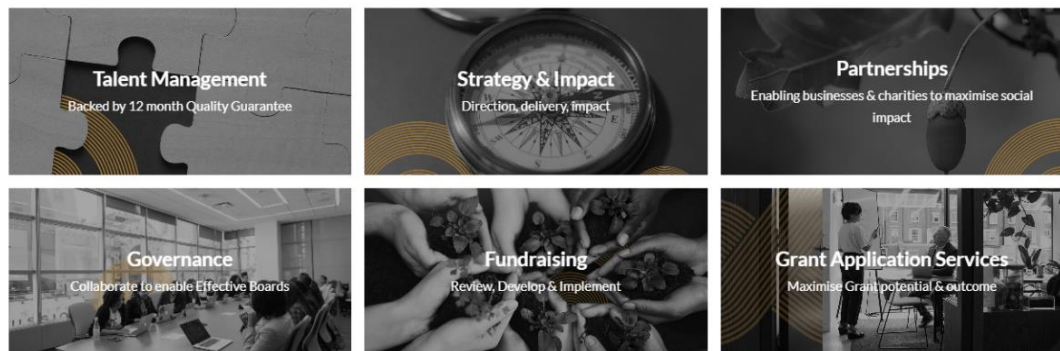 Talent Management
Backed by 12 month Quality Guarantee
Strategy & Impact
Direction, delivery, impact
Partnerships
Enabling businesses & charities to maximise social
impact
Governance
Collaborate to enable Effective Boards
Fundraising
Review, Develop & Implement
Grant Application Services
Maximise Grant potential & outcome